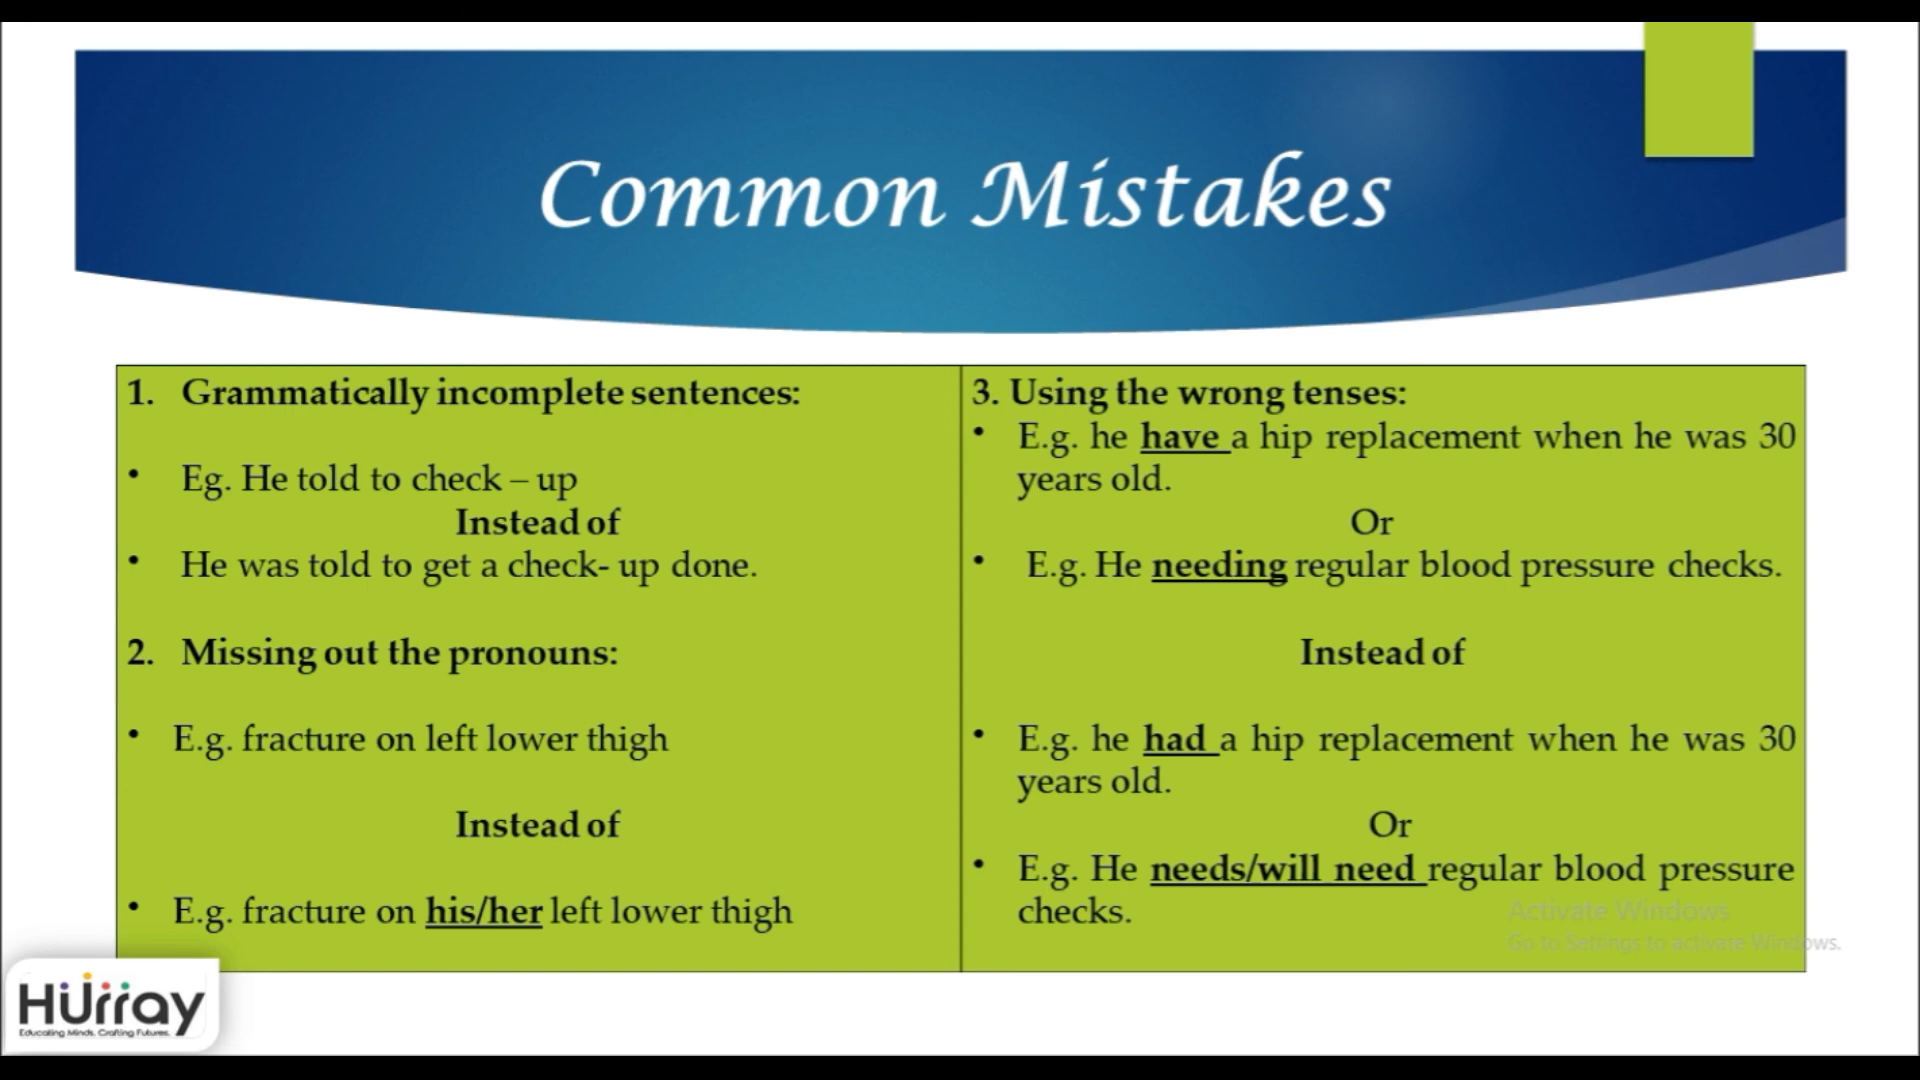 Common Mistakes
1. Grammatically incomplete sentences:
• Eg. He told to check – up
Instead of
• He was told to get a check- up done.
2. Missing out the pronouns:
• E.g. fracture on left lower thigh
Instead of
• E.g. fracture on his/her left lower thigh
3. Using the wrong tenses:
• E.g. he have a hip replacement when he was 30
years old.
Or
• E.g. He needing regular blood pressure checks.
Instead of
• E.g. he had a hip replacement when he was 30
years old.
Or
• E.g. He needs/will need regular blood pressure
checks.
Activate Windows
Go to Settings to activate Windows.
Hurray
Educating Minds. Crafting Futures.